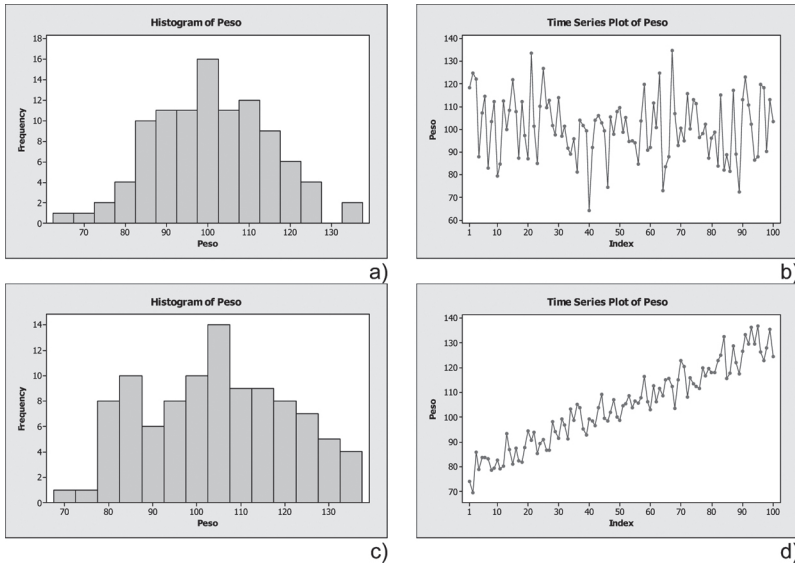 Histogram of Peso
18
16
14
12
10
8
6
4
2
0
Frequency
70 80 90 100 110 120 130
Peso
a)
Time Series Plot of Peso
140
130
120
110
100
90
80
70
60
Peso
1 10 20 30 40 50 60 70 80 90 100
Index
b)
Histogram of Peso
14
12
10
8
6
4
2
0
Frequency
70 80 90 100 110 120 130
Peso
c)
Time Series Plot of Peso
140
130
120
110
100
90
80
70
Peso
1 10 20 30 40 50 60 70 80 90 100
Index
d)